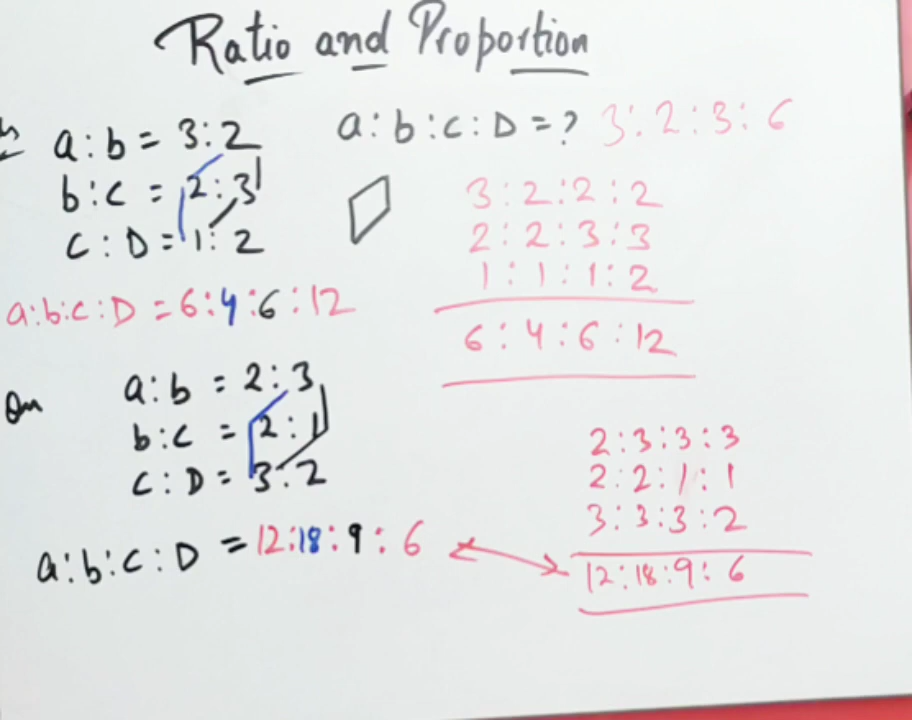 Ratio and Proportion
a:b = 3:2
a:b:c:D = ? 3:2:3:6
b:c = 2:3
c:D = 1:2
3:2:2:2
2:2:3:3
1:1:1:2
6:4:6:12
a:b:c:D = 6:4:6:12
a:b = 2:3
b:c = 2:1
c:D = 3:2
a:b:c:D = 12:18:9:6
2:3:3:3
2:2:1:1
3:3:3:2
12:18:9:6